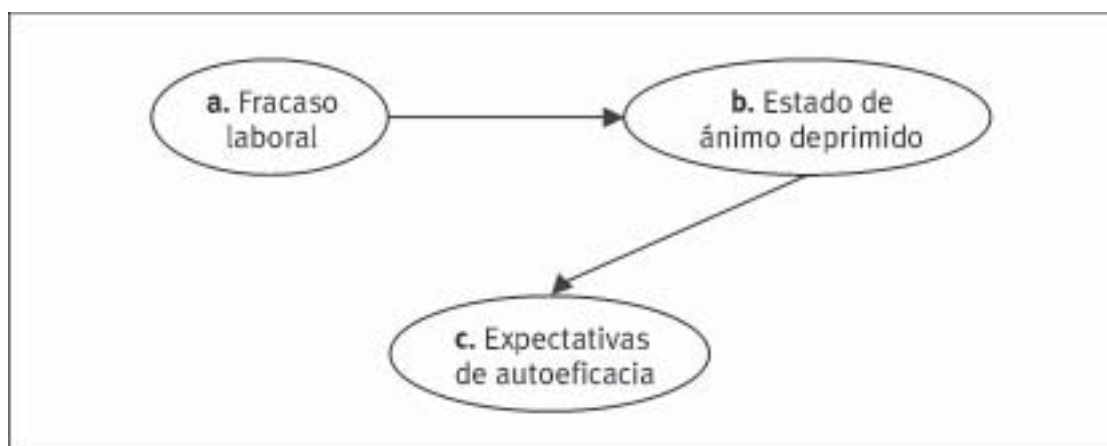 a. Fracaso
laboral
b. Estado de
ánimo deprimido
c. Expectativas
de autoeficacia